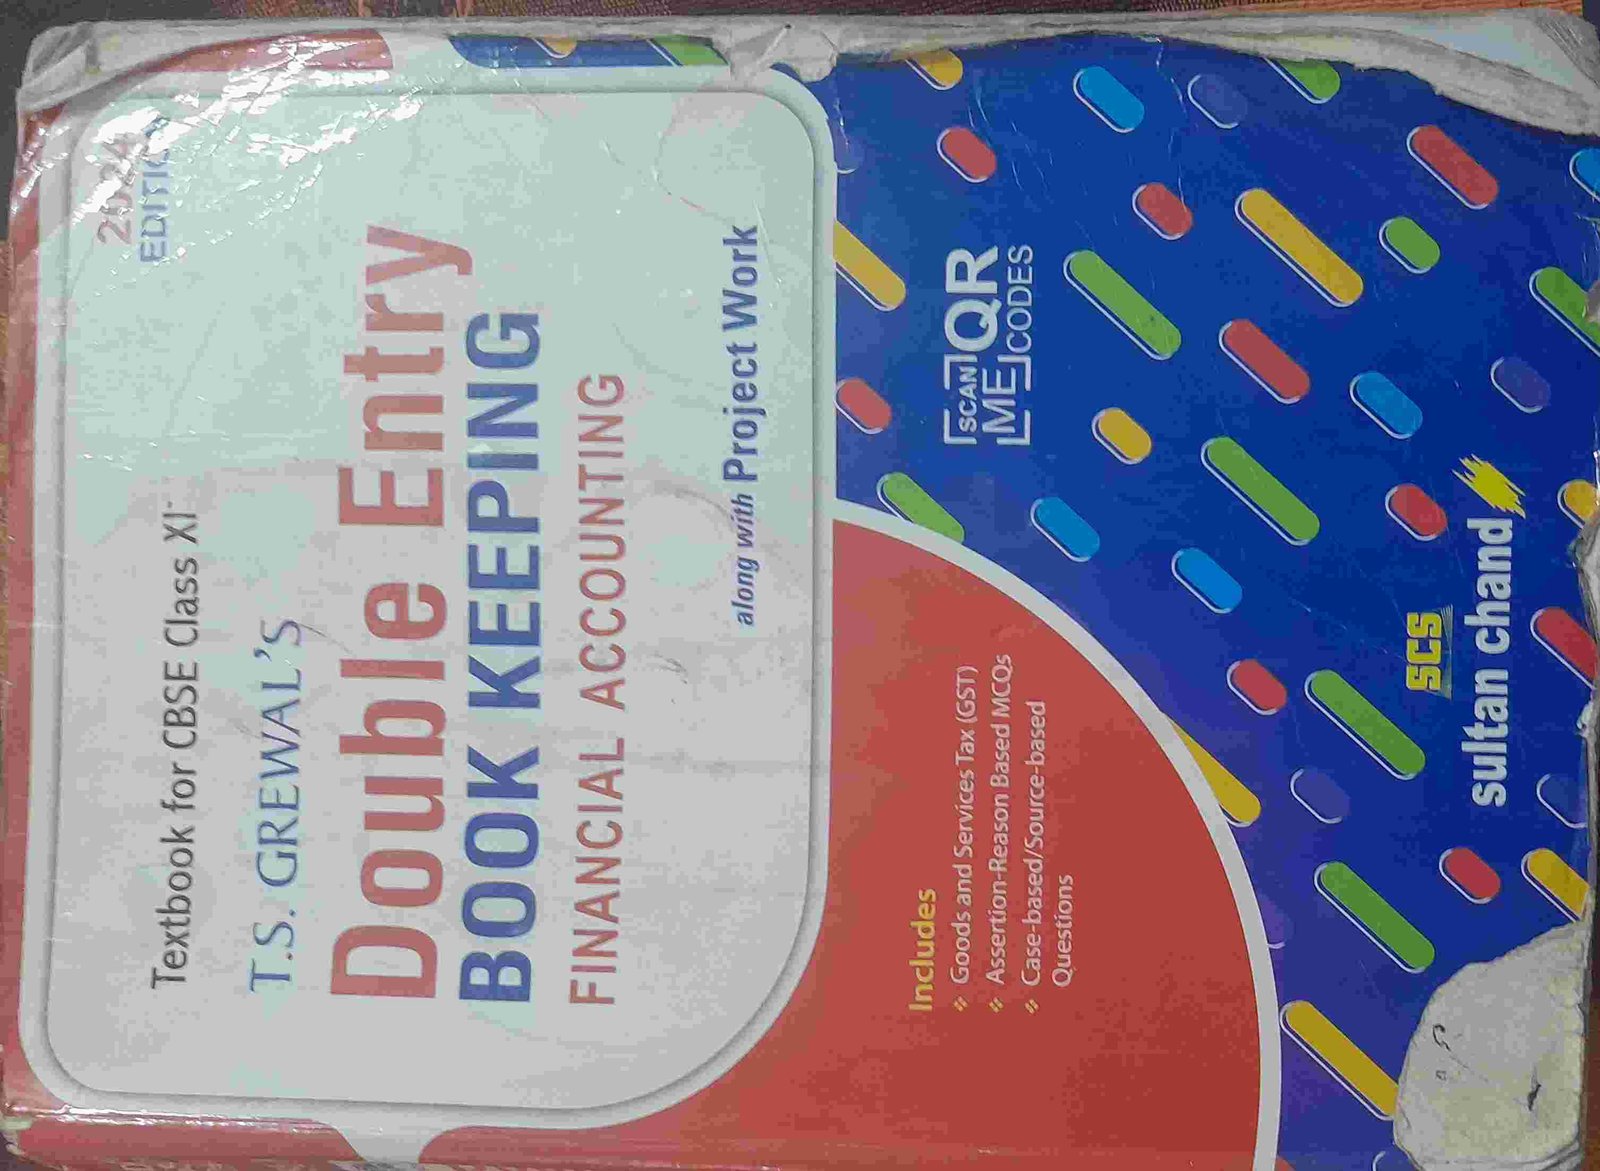 2024
EDITION
Textbook for CBSE Class XI
T.S. GREWAL'S
Double Entry
BOOK KEEPING
FINANCIAL ACCOUNTING
along with Project Work
SCAN
ME
QR
CODES
Includes
Goods and Services Tax (GST)
Assertion-Reason Based MCQs
Case-based/Source-based
Questions
SCS
sultan chand